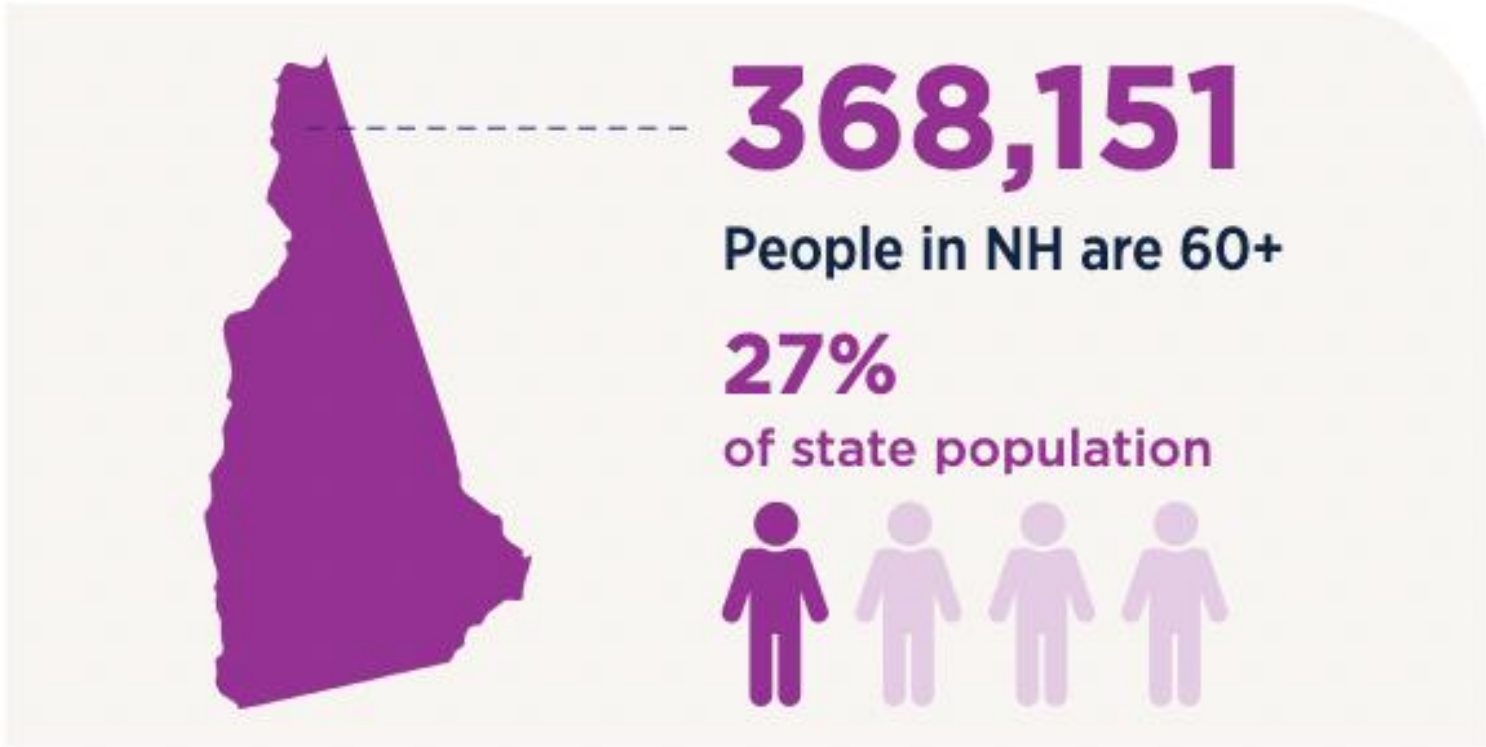 368,151
People in NH are 60+
27%
of state population